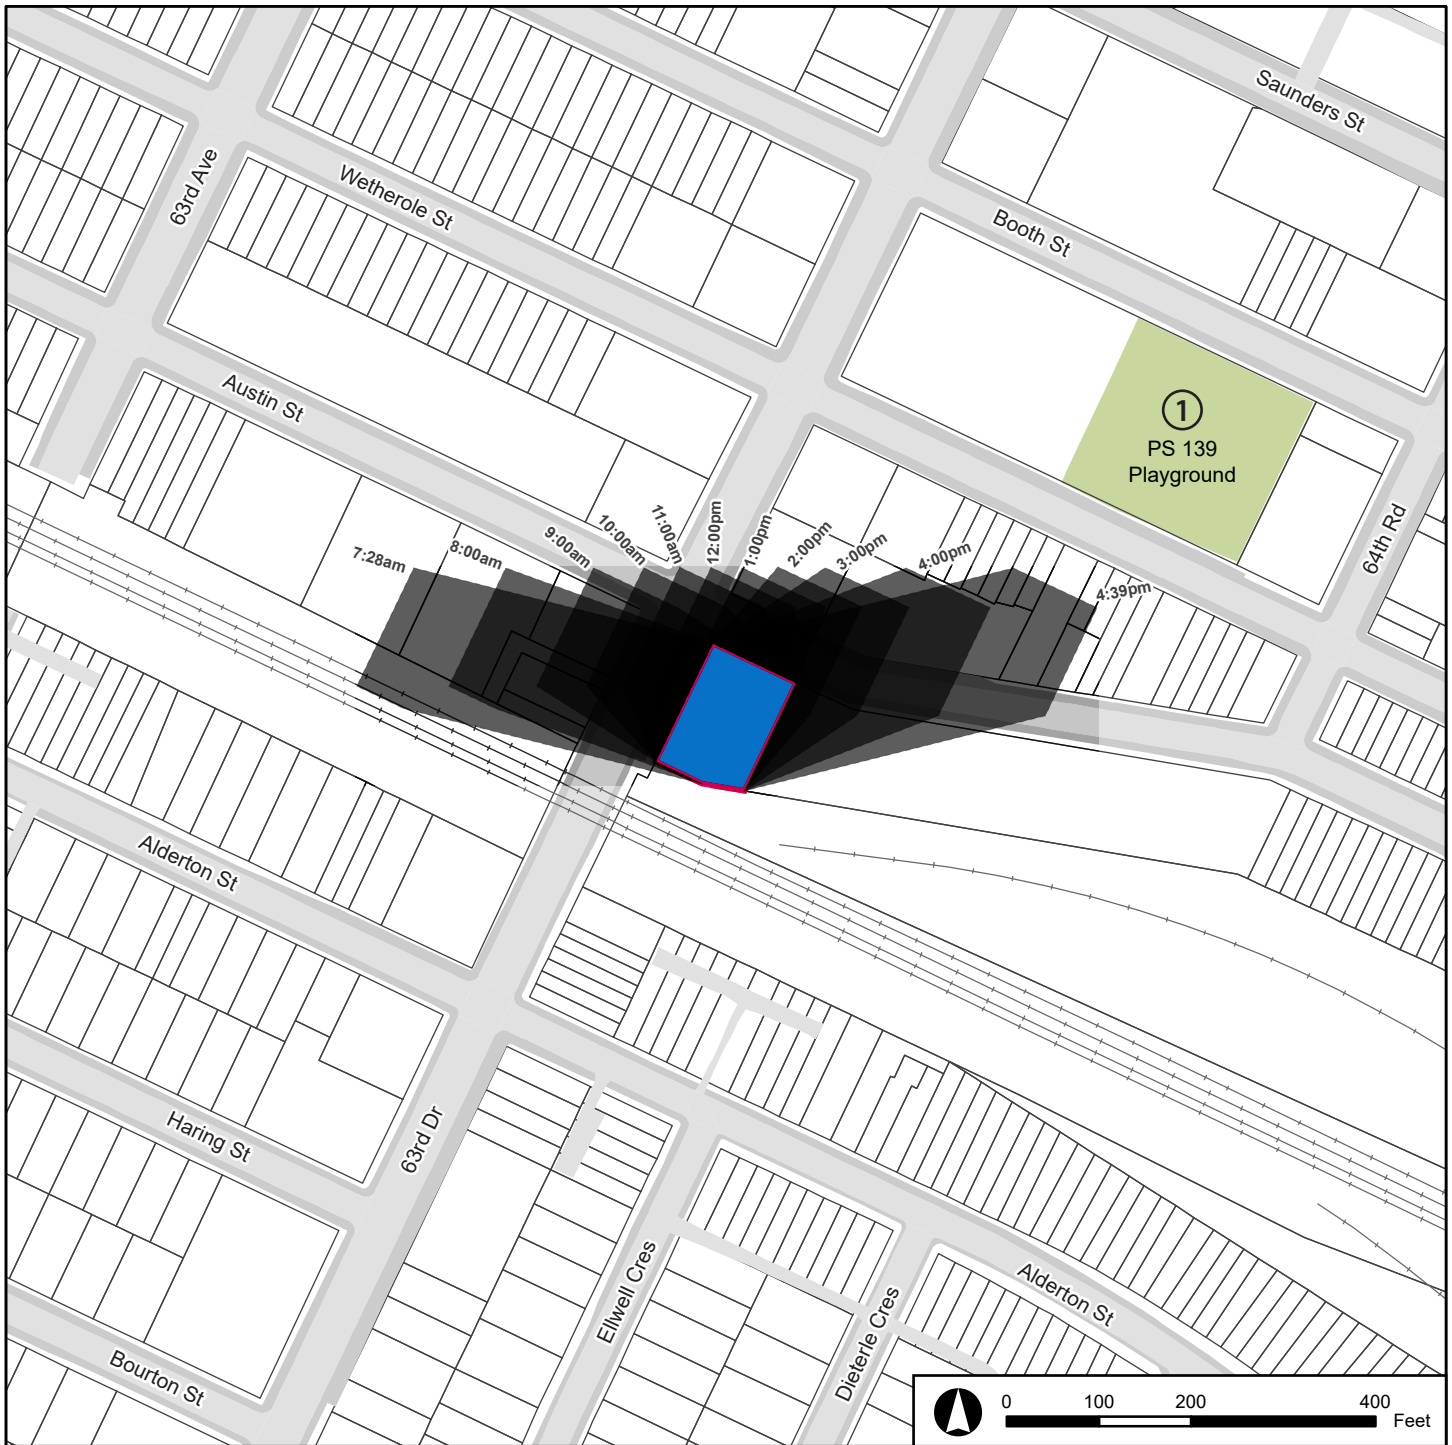 Saunders St
63rd Ave
Wetherole St
Booth St
Austin St
1
PS 139
Playground
64th Rd
7:28am
8:00am
9:00am
10:00am
11:00am
12:00pm
1:00pm
2:00pm
3:00pm
4:00pm
4:39pm
Alderton St
Haring St
63rd Dr
Ellwell Cres
Dieterle Cres
Alderton St
Bourton St
0 100 200 400
Feet